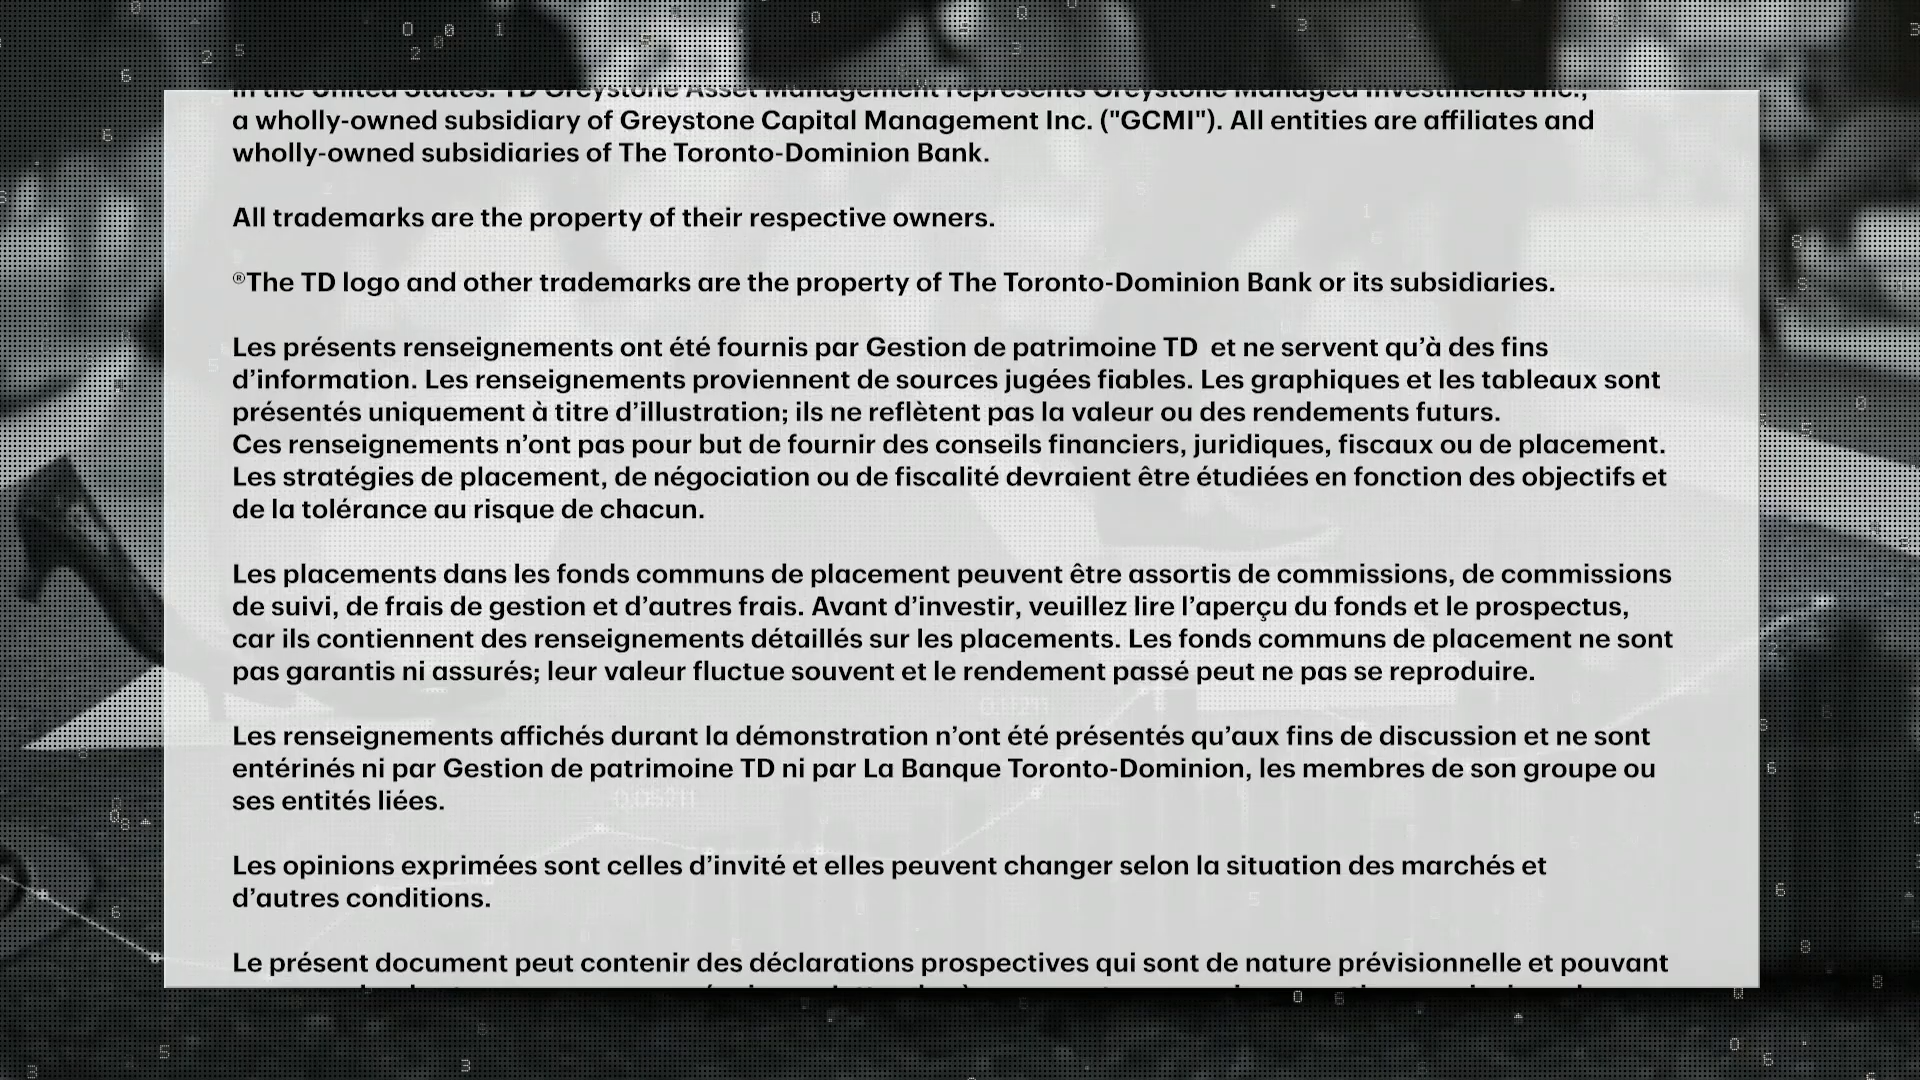 in the United States. TD Greystone Asset Management represents Greystone Managed Investments Inc.,
a wholly-owned subsidiary of Greystone Capital Management Inc. ("GCMI"). All entities are affiliates and
wholly-owned subsidiaries of The Toronto-Dominion Bank.
All trademarks are the property of their respective owners.
®The TD logo and other trademarks are the property of The Toronto-Dominion Bank or its subsidiaries.
Les présents renseignements ont été fournis par Gestion de patrimoine TD  et ne servent qu’à des fins
d’information. Les renseignements proviennent de sources jugées fiables. Les graphiques et les tableaux sont
présentés uniquement à titre d’illustration; ils ne reflètent pas la valeur ou des rendements futurs.
Ces renseignements n’ont pas pour but de fournir des conseils financiers, juridiques, fiscaux ou de placement.
Les stratégies de placement, de négociation ou de fiscalité devraient être étudiées en fonction des objectifs et
de la tolérance au risque de chacun.
Les placements dans les fonds communs de placement peuvent être assortis de commissions, de commissions
de suivi, de frais de gestion et d’autres frais. Avant d’investir, veuillez lire l’aperçu du fonds et le prospectus,
car ils contiennent des renseignements détaillés sur les placements. Les fonds communs de placement ne sont
pas garantis ni assurés; leur valeur fluctue souvent et le rendement passé peut ne pas se reproduire.
Les renseignements affichés durant la démonstration n’ont été présentés qu’aux fins de discussion et ne sont
entérinés ni par Gestion de patrimoine TD ni par La Banque Toronto-Dominion, les membres de son groupe ou
ses entités liées.
Les opinions exprimées sont celles d’invité et elles peuvent changer selon la situation des marchés et
d’autres conditions.
Le présent document peut contenir des déclarations prospectives qui sont de nature prévisionnelle et pouvant